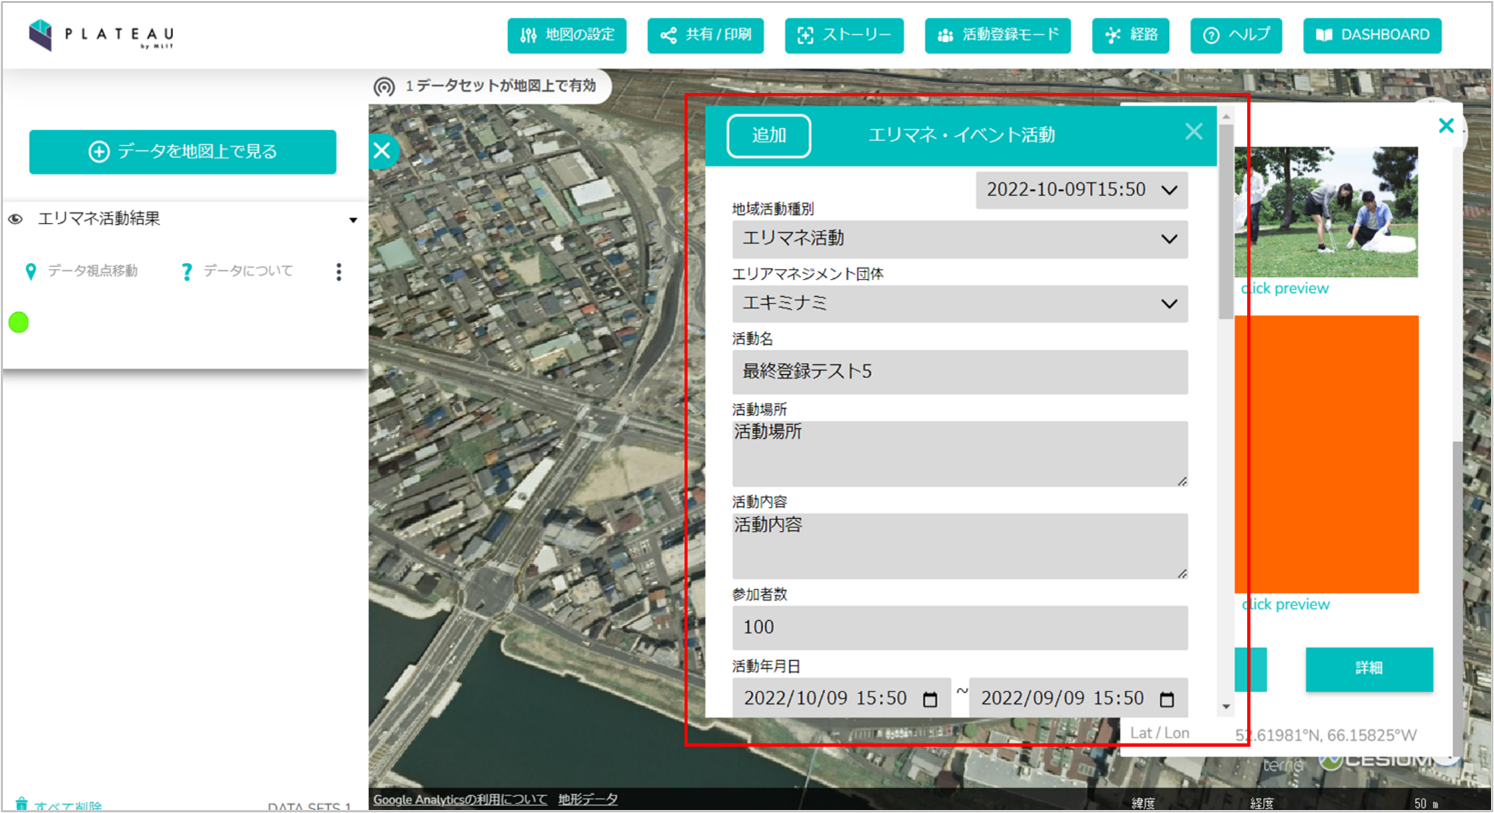 PLATEAU
by MLIT
地図の設定
共有 / 印刷
ストーリー
活動登録モード
経路
ヘルプ
DASHBOARD
1 データセットが地図上で有効
データを地図上で見る
エリマネ活動結果
データ視点移動
データについて
すべて削除
DATA SETS 1
追加
エリマネ・イベント活動
2022-10-09T15:50
地域活動種別
エリマネ活動
エリアマネジメント団体
エキミナミ
活動名
最終登録テスト5
活動場所
活動場所
活動内容
活動内容
参加者数
100
活動年月日
2022/10/09 15:50
~
2022/09/09 15:50
click preview
click preview
詳細
Lat / Lon
52.61981°N, 66.15825°W
CESIUM
Google Analyticsの利用について
地形データ
緯度
経度
50 m